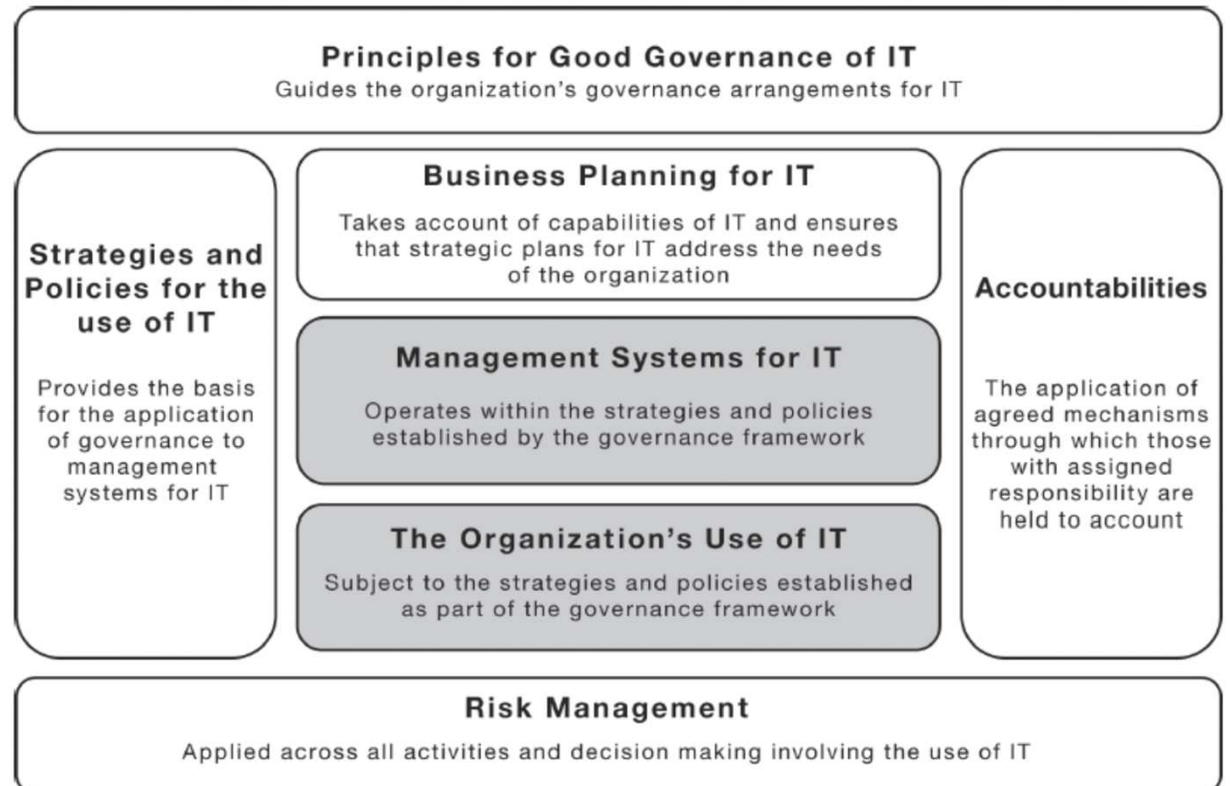 Principles for Good Governance of IT
Guides the organization's governance arrangements for IT
Strategies and
Policies for the
use of IT
Provides the basis
for the application
of governance to
management
systems for IT
Business Planning for IT
Takes account of capabilities of IT and ensures
that strategic plans for IT address the needs
of the organization
Management Systems for IT
Operates within the strategies and policies
established by the governance framework
The Organization's Use of IT
Subject to the strategies and policies established
as part of the governance framework
Accountabilities
The application of
agreed mechanisms
through which those
with assigned
responsibility are
held to account
Risk Management
Applied across all activities and decision making involving the use of IT